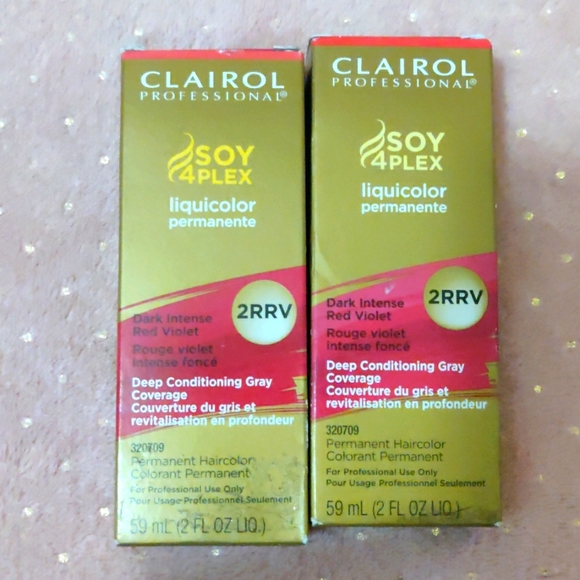 CLAIROL
PROFESSIONAL®
SOY
4PLEX
liquicolor
permanente
2RRV
Dark Intense
Red Violet
Rouge violet
intense foncé
Deep Conditioning Gray
Coverage
Couverture du gris et
revitalisation en profondeur
320709
Permanent Haircolor
Colorant Permanent
For Professional Use Only
Pour Usage Professionnel Seulement
59 mL (2 FL OZ LIQ.)
CLAIROL
PROFESSIONAL®
SOY
4PLEX
liquicolor
permanente
2RRV
Dark Intense
Red Violet
Rouge violet
intense foncé
Deep Conditioning Gray
Coverage
Couverture du gris et
revitalisation en profondeur
320709
Permanent Haircolor
Colorant Permanent
For Professional Use Only
Pour Usage Professionnel Seulement
59 mL (2 FL OZ LIQ.)